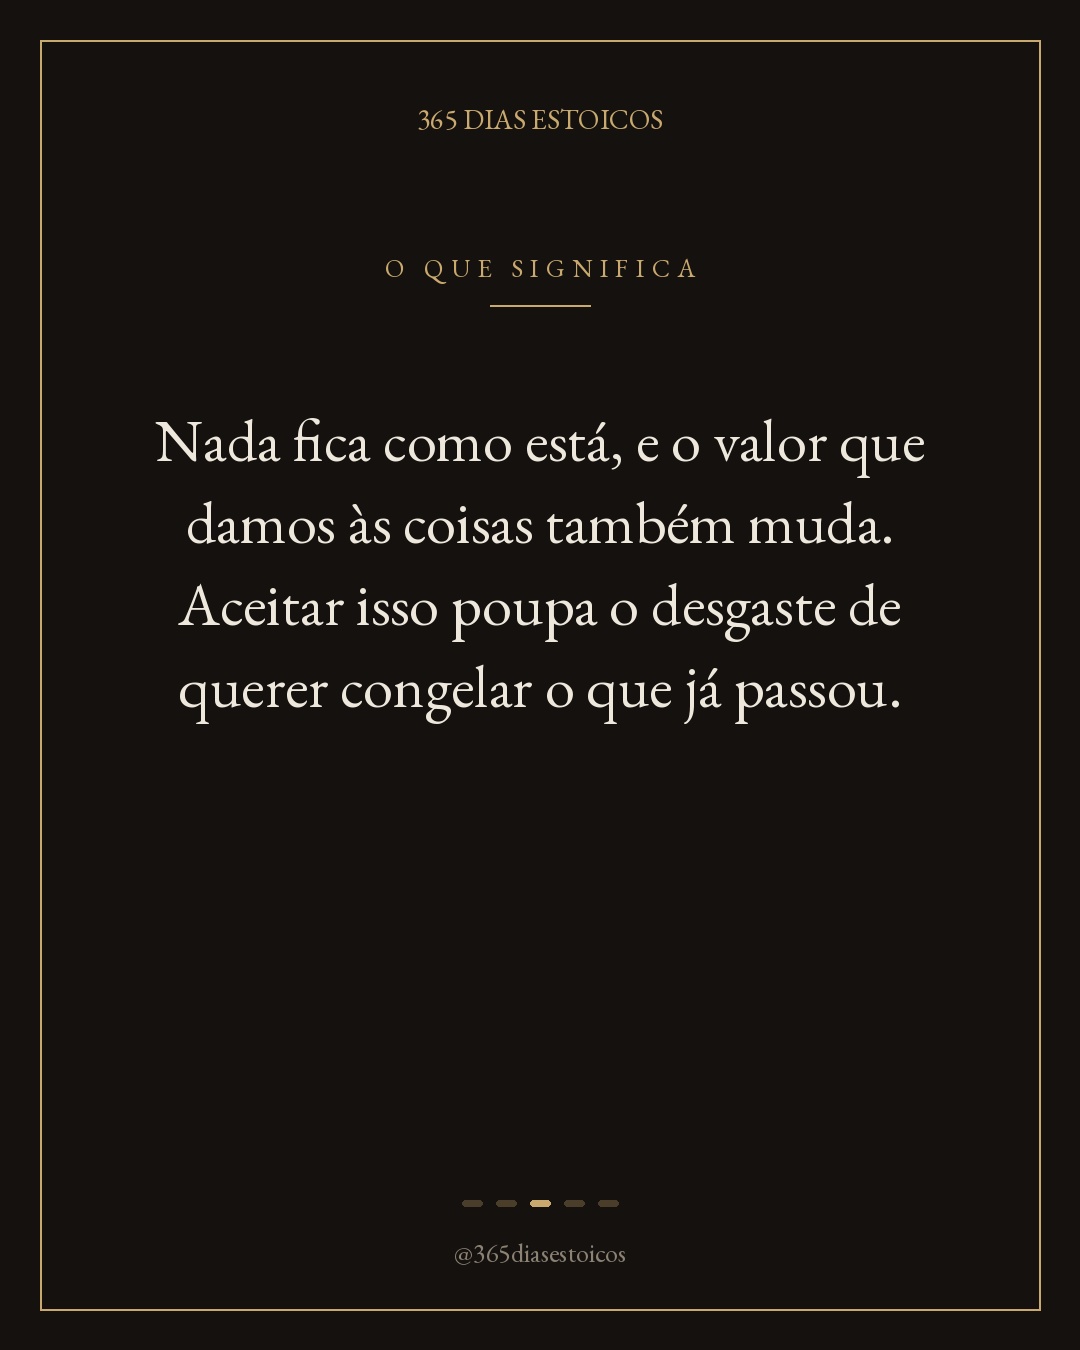 365 DIAS ESTOICOS
O QUE SIGNIFICA
Nada fica como está, e o valor que
damos às coisas também muda.
Aceitar isso poupa o desgaste de
querer congelar o que já passou.
@365diasestoicos